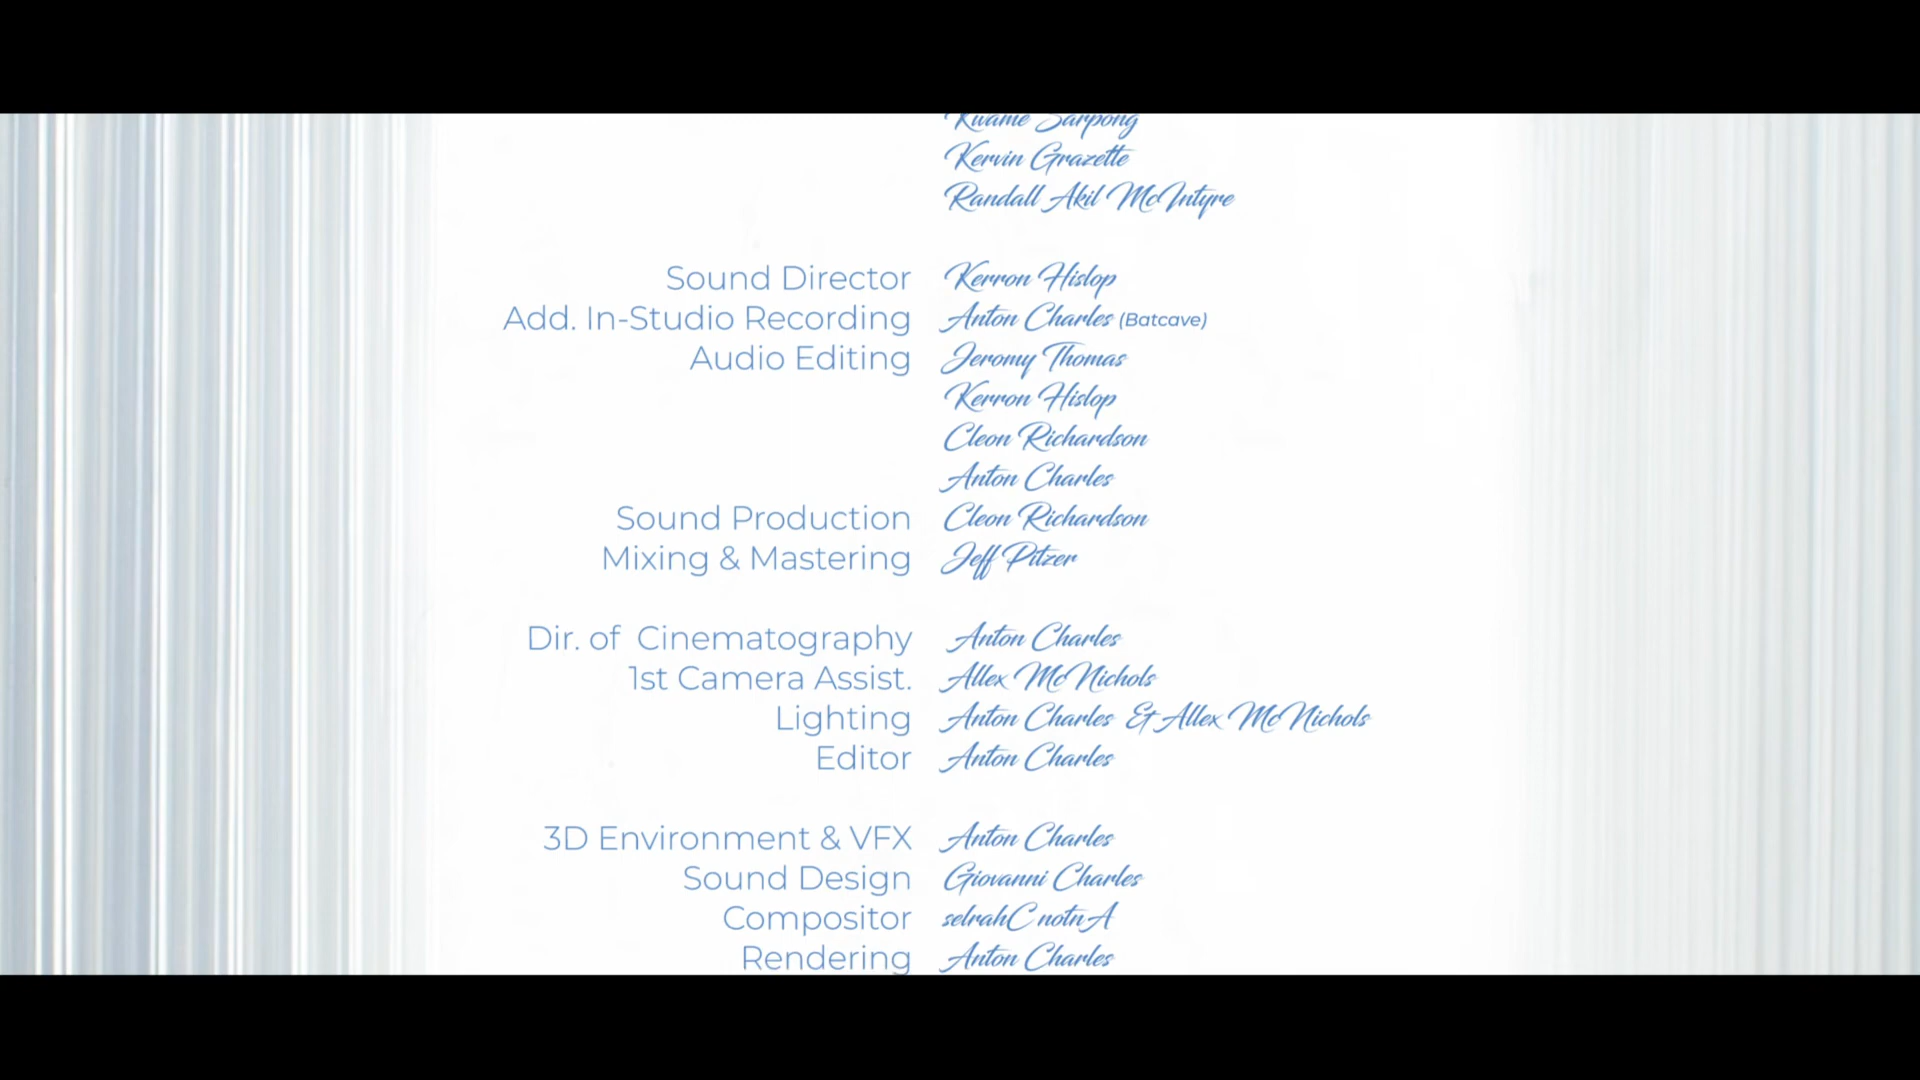 Kwame Sarpong
Kervin Grazette
Randall Akil McIntyre
Sound Director Kerron Hislop
Add. In-Studio Recording Anton Charles (Batcave)
Audio Editing Jeromy Thomas
Kerron Hislop
Cleon Richardson
Anton Charles
Sound Production Cleon Richardson
Mixing & Mastering Jeff Pitzer
Dir. of Cinematography Anton Charles
1st Camera Assist. Allex McNichols
Lighting Anton Charles & Allex McNichols
Editor Anton Charles
3D Environment & VFX Anton Charles
Sound Design Giovanni Charles
Compositor selrahC notnA
Rendering Anton Charles